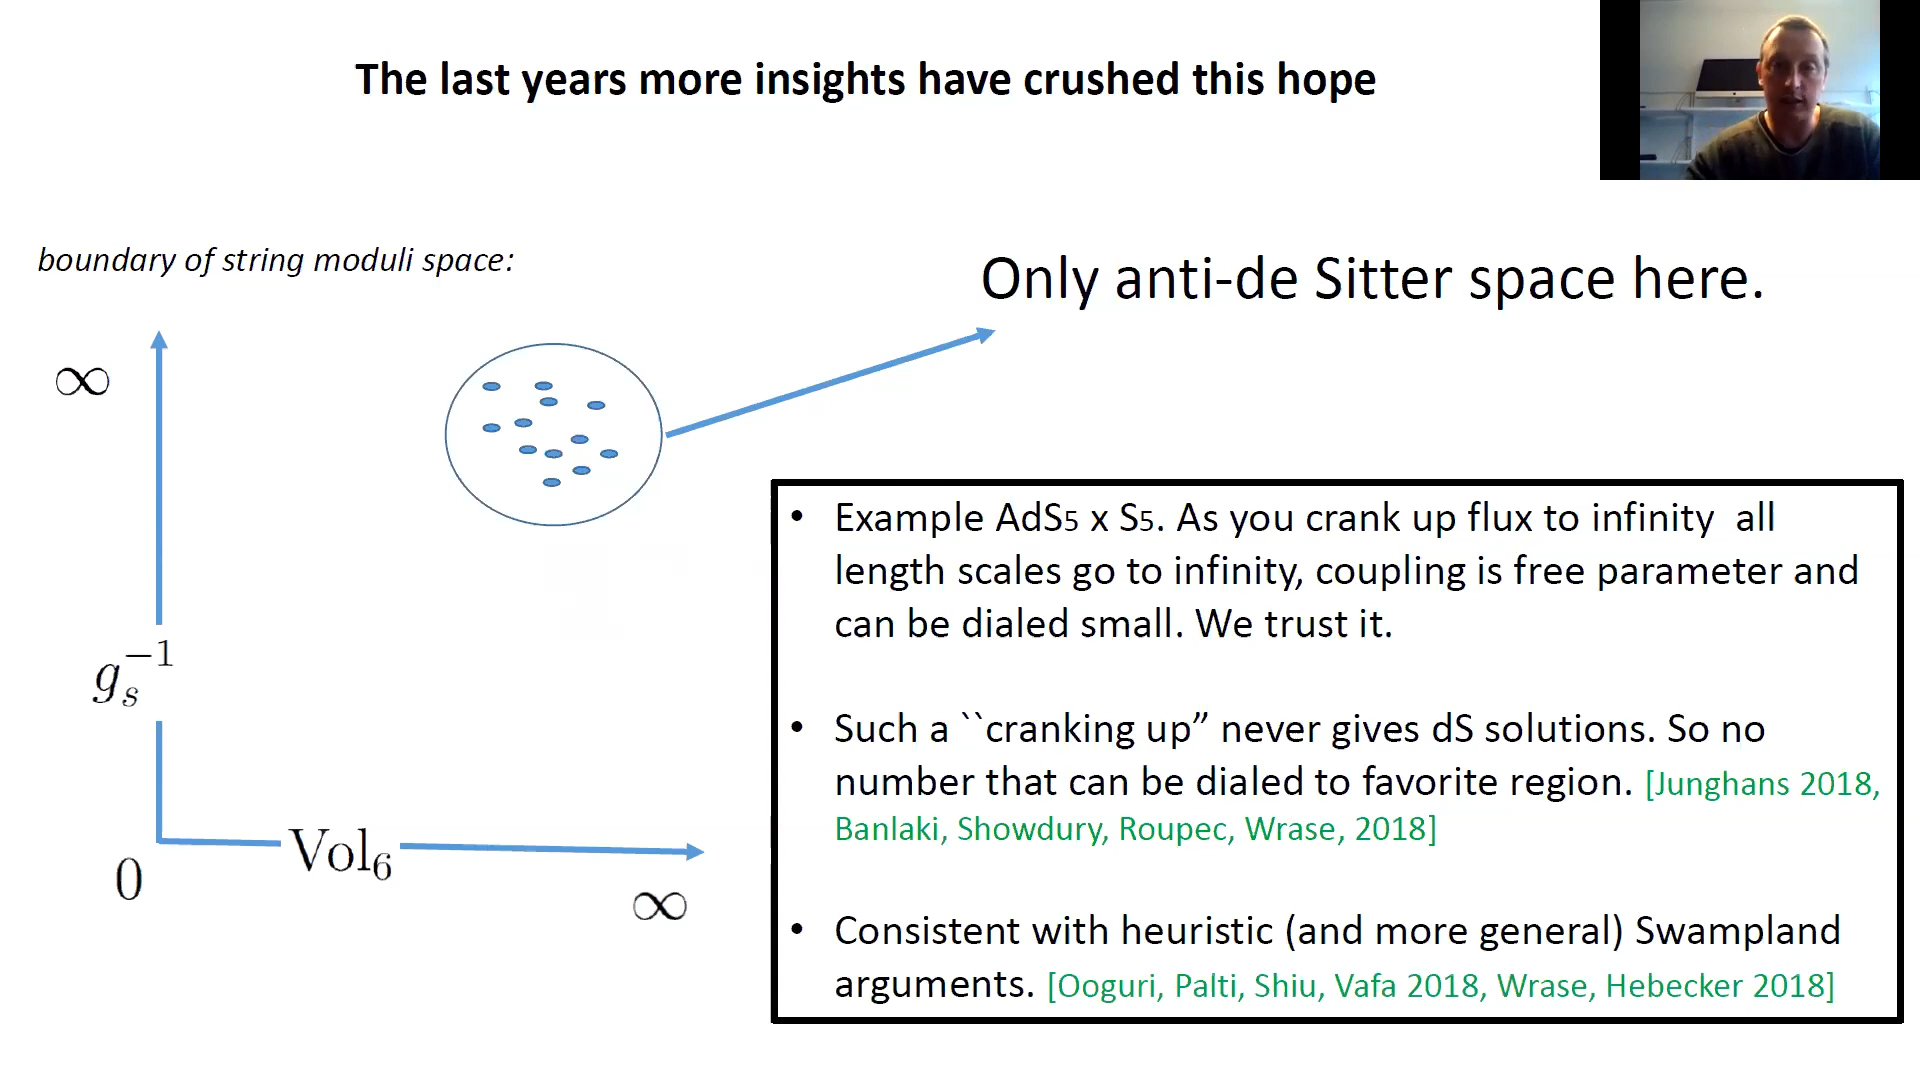 The last years more insights have crushed this hope
boundary of string moduli space:
Only anti-de Sitter space here.
∞
g_s^{-1}
0
Vol_6
∞
• Example AdS5 x S5. As you crank up flux to infinity all
length scales go to infinity, coupling is free parameter and
can be dialed small. We trust it.
• Such a ``cranking up” never gives dS solutions. So no
number that can be dialed to favorite region. [Junghans 2018,
Banlaki, Showdury, Roupec, Wrase, 2018]
• Consistent with heuristic (and more general) Swampland
arguments. [Ooguri, Palti, Shiu, Vafa 2018, Wrase, Hebecker 2018]